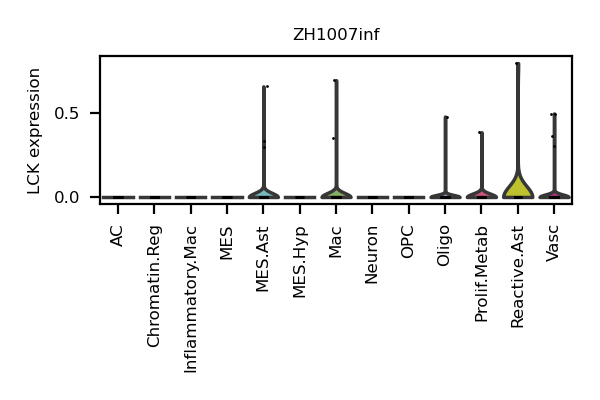 ZH1007inf
LCK expression
0.5
0.0
AC
Chromatin.Reg
Inflammatory.Mac
MES
MES.Ast
MES.Hyp
Mac
Neuron
OPC
Oligo
Prolif.Metab
Reactive.Ast
Vasc